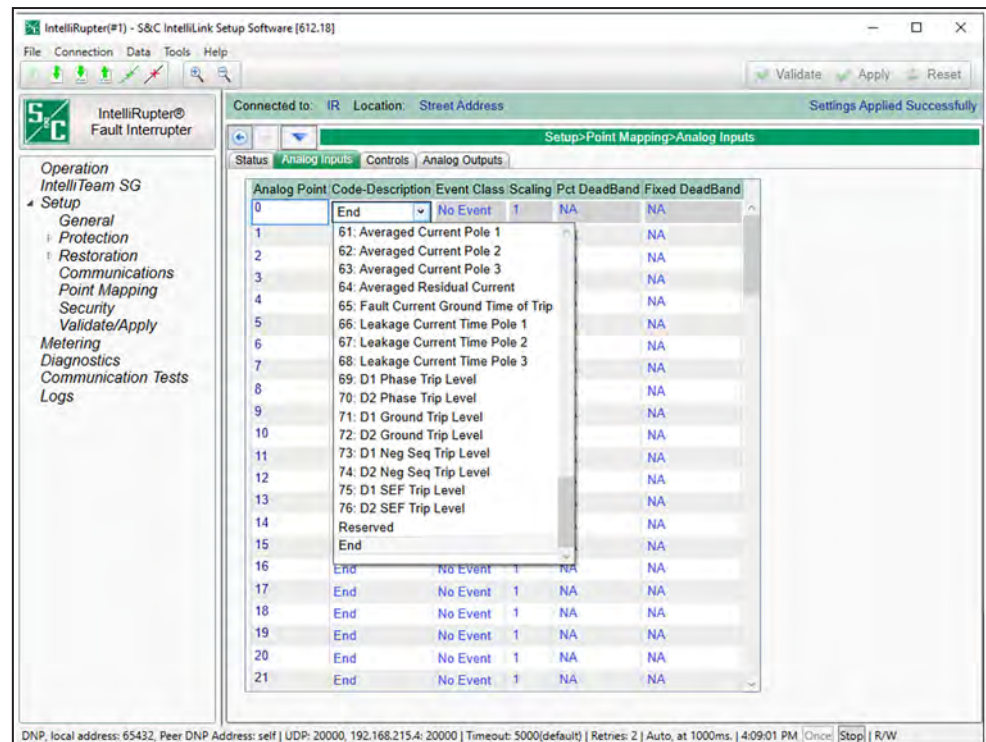 IntelliRupter(#1) - S&C IntelliLink Setup Software [612.18]
File Connection Data Tools Help
Validate Apply Reset
S&C IntelliRupter® Fault Interrupter
Connected to: IR Location: Street Address Settings Applied Successfully
Setup>Point Mapping>Analog Inputs
Status Analog Inputs Controls Analog Outputs
Operation
IntelliTeam SG
Setup
General
Protection
Restoration
Communications
Point Mapping
Security
Validate/Apply
Metering
Diagnostics
Communication Tests
Logs
Analog Point Code-Description Event Class Scaling Pct DeadBand Fixed DeadBand
0 End No Event 1 NA NA
1 NA
2 NA
3 NA
4 NA
5 NA
6 NA
7 NA
8 NA
9 NA
10 NA
11 NA
12 NA
13 NA
14 NA
15 NA
61: Averaged Current Pole 1
62: Averaged Current Pole 2
63: Averaged Current Pole 3
64: Averaged Residual Current
65: Fault Current Ground Time of Trip
66: Leakage Current Time Pole 1
67: Leakage Current Time Pole 2
68: Leakage Current Time Pole 3
69: D1 Phase Trip Level
70: D2 Phase Trip Level
71: D1 Ground Trip Level
72: D2 Ground Trip Level
73: D1 Neg Seq Trip Level
74: D2 Neg Seq Trip Level
75: D1 SEF Trip Level
76: D2 SEF Trip Level
Reserved
End
16 End No Event 1 NA NA
17 End No Event 1 NA NA
18 End No Event 1 NA NA
19 End No Event 1 NA NA
20 End No Event 1 NA NA
21 End No Event 1 NA NA
DNP, local address: 65432, Peer DNP Address: self | UDP: 20000, 192.168.215.4: 20000 | Timeout: 5000(default) | Retries: 2 | Auto, at 1000ms. | 4:09:01 PM Once Stop | R/W